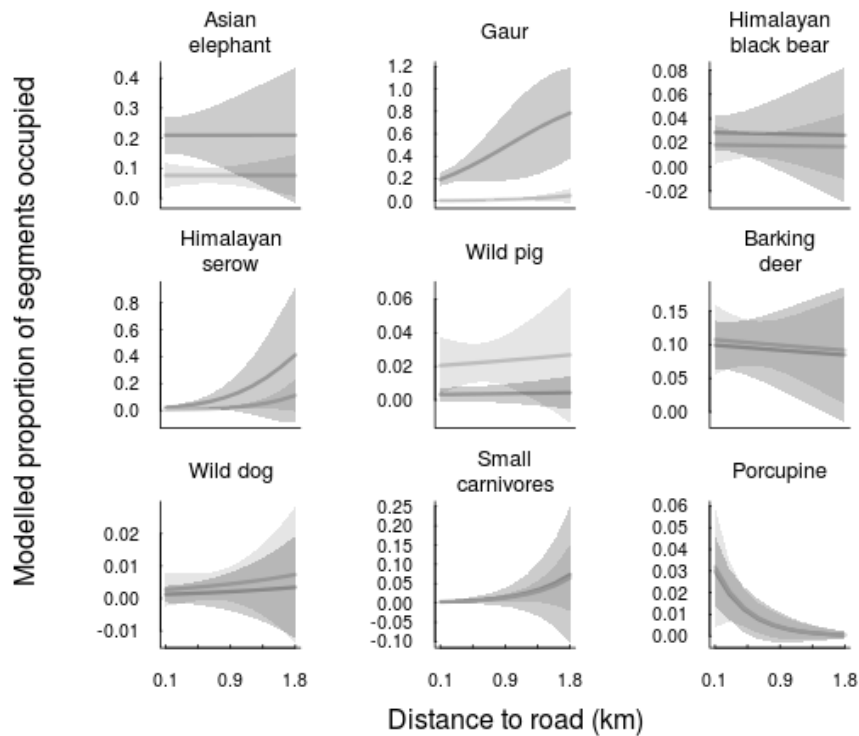 Modelled proportion of segments occupied
Asian
elephant
0.4
0.3
0.2
0.1
0.0
Gaur
1.2
1.0
0.8
0.6
0.4
0.2
0.0
Himalayan
black bear
0.08
0.06
0.04
0.02
0.00
-0.02
Himalayan
serow
0.8
0.6
0.4
0.2
0.0
Wild pig
0.06
0.04
0.02
0.00
Barking
deer
0.15
0.10
0.05
0.00
Wild dog
0.02
0.01
0.00
-0.01
0.1 0.9 1.8
Small
carnivores
0.25
0.20
0.15
0.10
0.05
0.00
-0.05
-0.10
0.1 0.9 1.8
Porcupine
0.06
0.05
0.04
0.03
0.02
0.01
0.00
0.1 0.9 1.8
Distance to road (km)